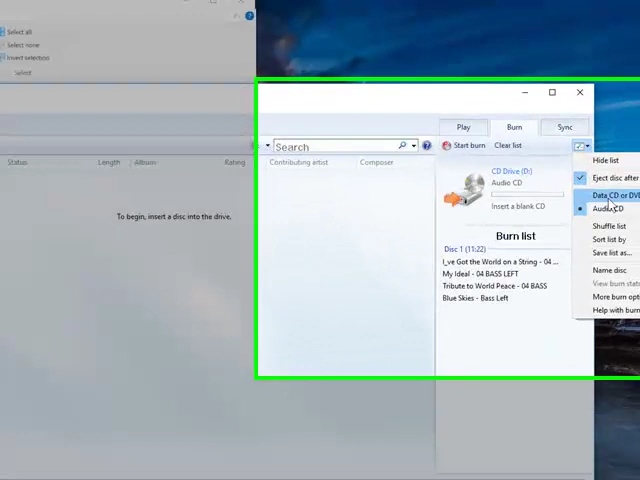 Select all
Select none
Invert selection
Select
Play
Burn
Sync
Search
Start burn
Clear list
Status
Length
Album
Rating
Contributing artist
Composer
To begin, insert a disc into the drive.
CD Drive (D:)
Audio CD
Insert a blank CD
Burn list
Disc 1 (11:22)
I_ve Got the World on a String - 04 ...
My Ideal - 04 BASS LEFT
Tribute to World Peace - 04 BASS
Blue Skies - Bass Left
Hide list
Eject disc after
Data CD or DVD
Audio CD
Shuffle list
Sort list by
Save list as...
Name disc
View burn statu
More burn opti
Help with burn